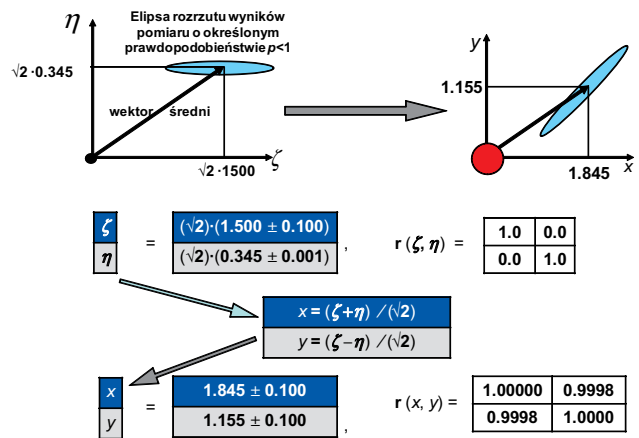 η
Elipsa rozrzutu wyników
pomiaru o określonym
prawdopodobieństwie p<1
√2 ·0.345
wektor średni
√2 ·1500
ζ
y
1.155
1.845
x
ζ = (√2)·(1.500 ± 0.100) , r (ζ, η) = 1.0 0.0
η (√2)·(0.345 ± 0.001) 0.0 1.0
x = (ζ+η) /(√2)
y = (ζ−η) /(√2)
x = 1.845 ± 0.100 , r (x, y) = 1.00000 0.9998
y 1.155 ± 0.100 0.9998 1.0000